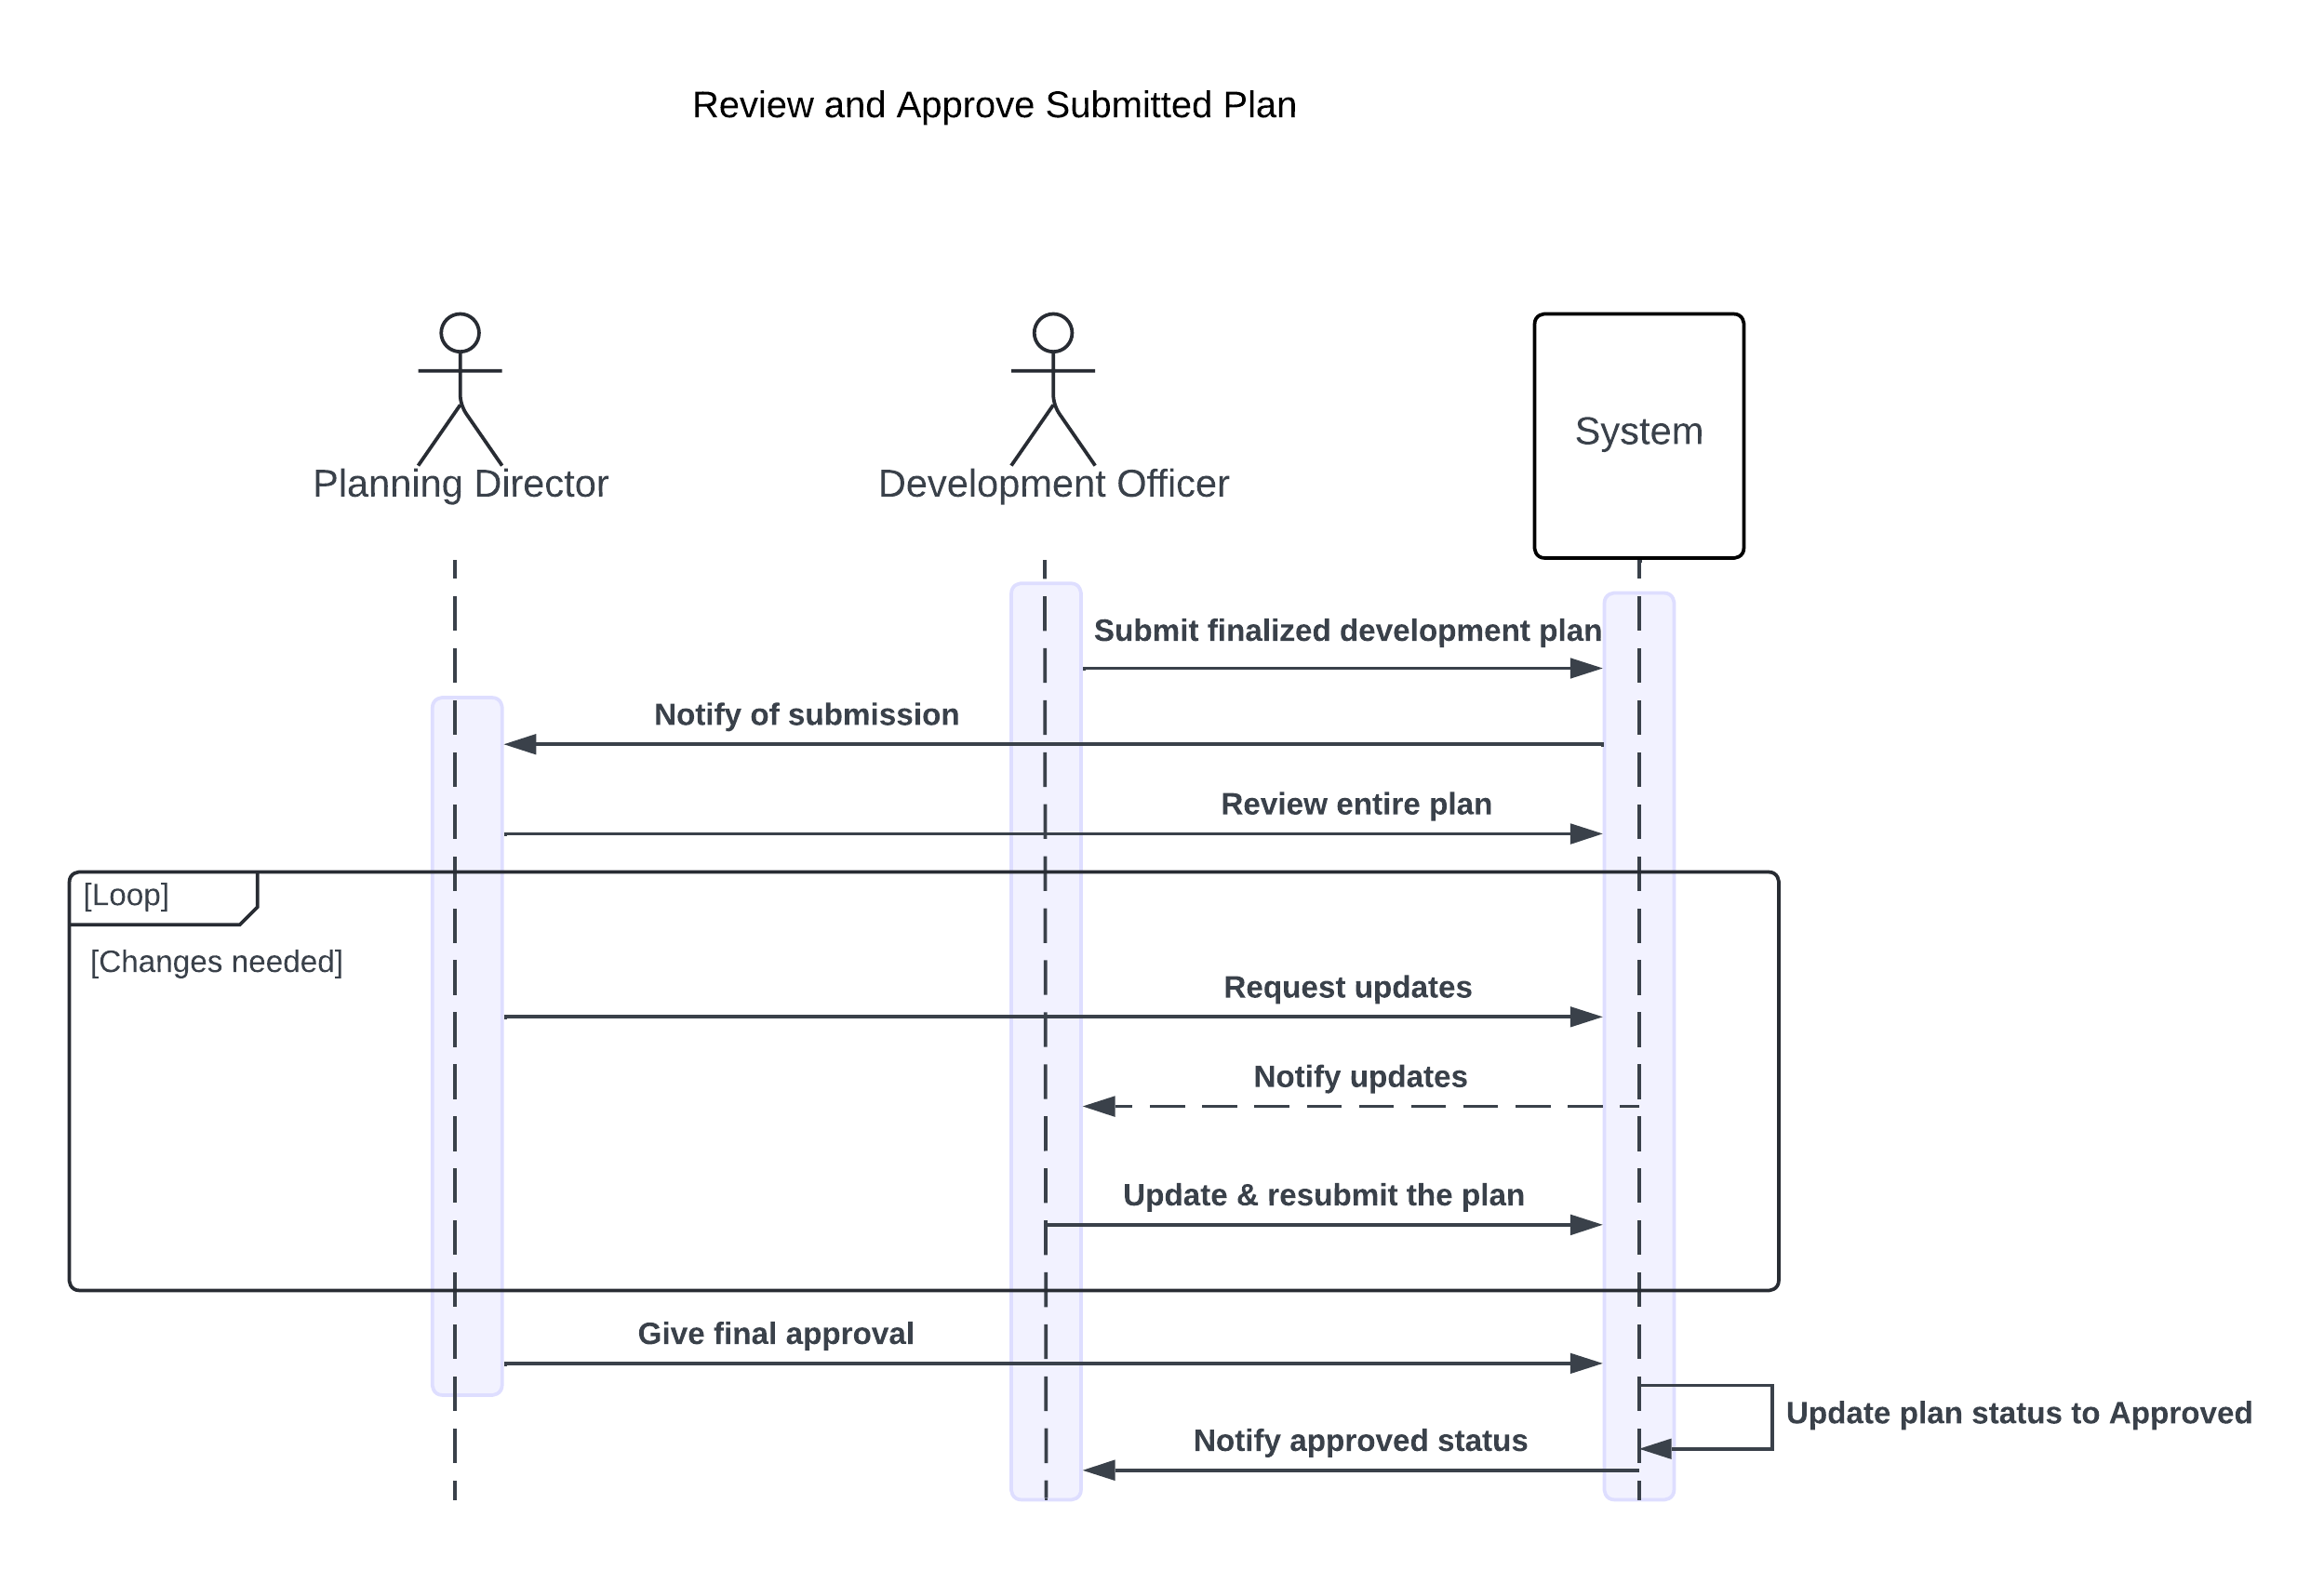 Review and Approve Submitted Plan
Planning Director
Development Officer
System
Submit finalized development plan
Notify of submission
Review entire plan
[Loop]
[Changes needed]
Request updates
Notify updates
Update & resubmit the plan
Give final approval
Update plan status to Approved
Notify approved status